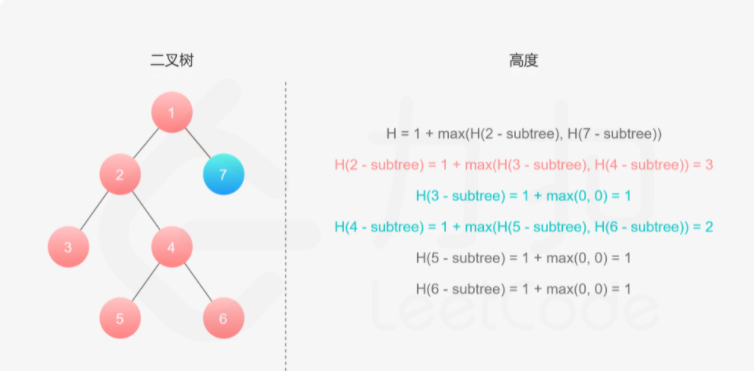 二叉树
高度
1
2
7
3
4
5
6
H = 1 + max(H(2 - subtree), H(7 - subtree))
H(2 - subtree) = 1 + max(H(3 - subtree), H(4 - subtree)) = 3
H(3 - subtree) = 1 + max(0, 0) = 1
H(4 - subtree) = 1 + max(H(5 - subtree), H(6 - subtree)) = 2
H(5 - subtree) = 1 + max(0, 0) = 1
H(6 - subtree) = 1 + max(0, 0) = 1
力扣
LeetCode